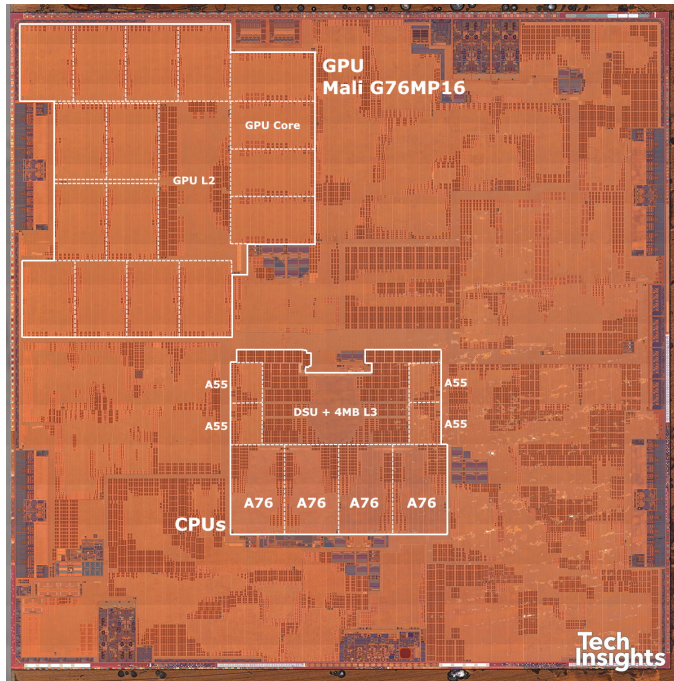 GPU
Mali G76MP16
GPU Core
GPU L2
A55
A55
DSU + 4MB L3
A55
A55
A76
A76
A76
A76
CPUs
Tech
Insights